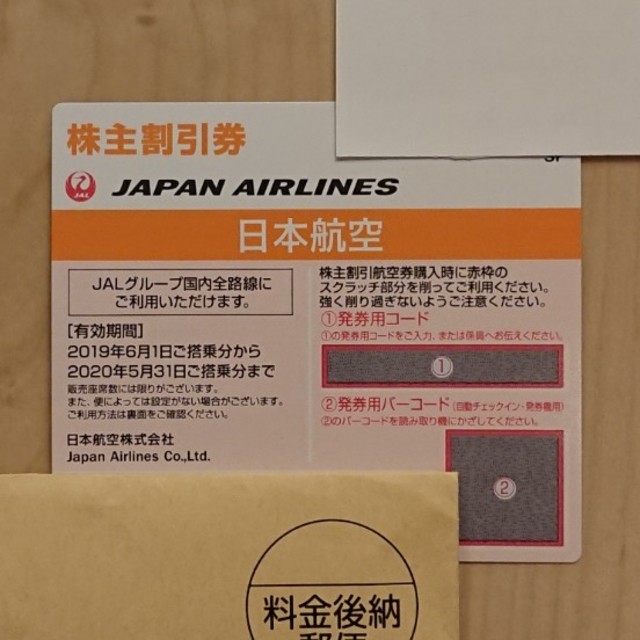 株主割引券
JAL
JAPAN AIRLINES
日本航空
JALグループ国内全路線に
ご利用いただけます。
[有効期間]
2019年6月1日ご搭乗分から
2020年5月31日ご搭乗分まで
販売座席数には限りがございます。
また、便によっては設定がない場合がございます。
ご利用方法は裏面をご確認ください。
日本航空株式会社
Japan Airlines Co.,Ltd.
株主割引航空券購入時に赤枠の
スクラッチ部分を削ってご利用ください。
強く削り過ぎないようご注意ください。
①発券用コード
①の発券用コードをご入力、または係員へお伝えください。
①
②発券用バーコード(自動チェックイン・発券機用)
②のバーコードを読み取り機にかざしてください。
②
料金後納
郵便